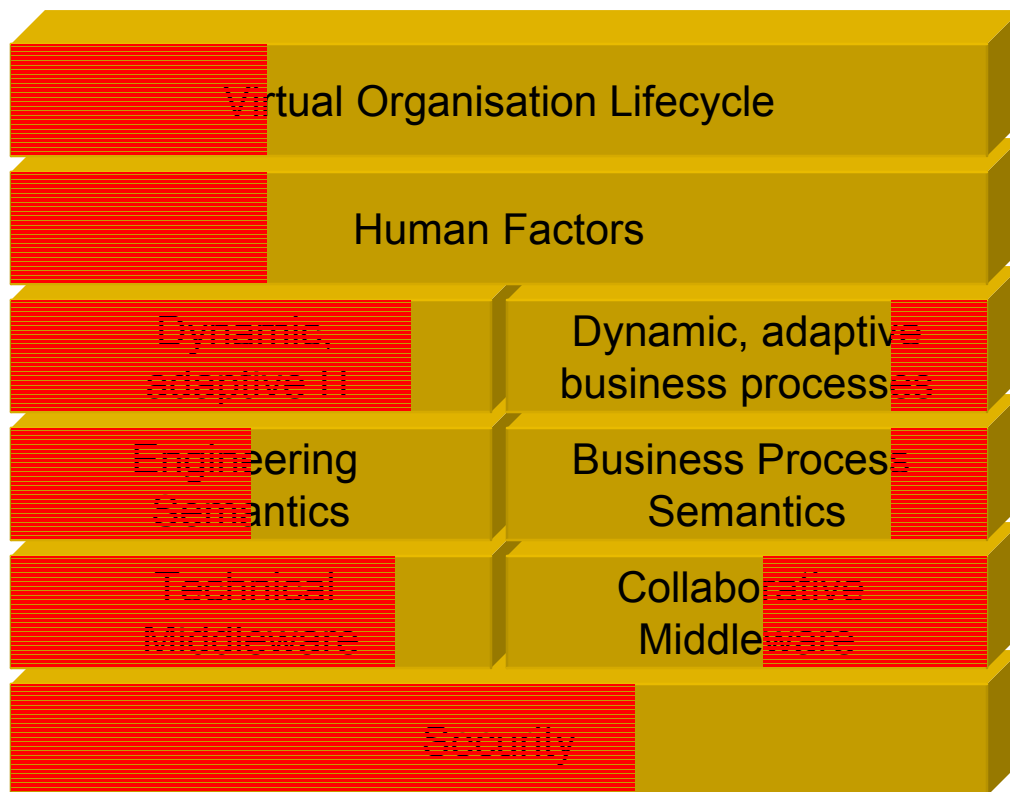 Virtual Organisation Lifecycle
Human Factors
Dynamic,
adaptive IT
Dynamic, adaptive
business processes
Engineering
Semantics
Business Process
Semantics
Technical
Middleware
Collaborative
Middleware
Security